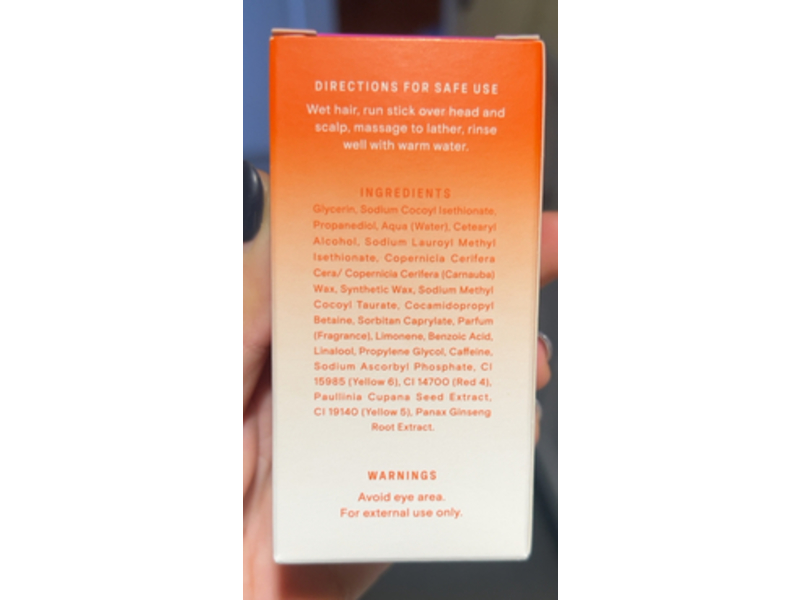 DIRECTIONS FOR SAFE USE
Wet hair, run stick over head and
scalp, massage to lather, rinse
well with warm water.
INGREDIENTS
Glycerin, Sodium Cocoyl Isethionate,
Propanediol, Aqua (Water), Cetearyl
Alcohol, Sodium Lauroyl Methyl
Isethionate, Copernicia Cerifera
Cera/ Copernicia Cerifera (Carnauba)
Wax, Synthetic Wax, Sodium Methyl
Cocoyl Taurate, Cocamidopropyl
Betaine, Sorbitan Caprylate, Parfum
(Fragrance), Limonene, Benzoic Acid,
Linalool, Propylene Glycol, Caffeine,
Sodium Ascorbyl Phosphate, CI
15985 (Yellow 6), CI 14700 (Red 4),
Paullinia Cupana Seed Extract,
CI 19140 (Yellow 5), Panax Ginseng
Root Extract.
WARNINGS
Avoid eye area.
For external use only.